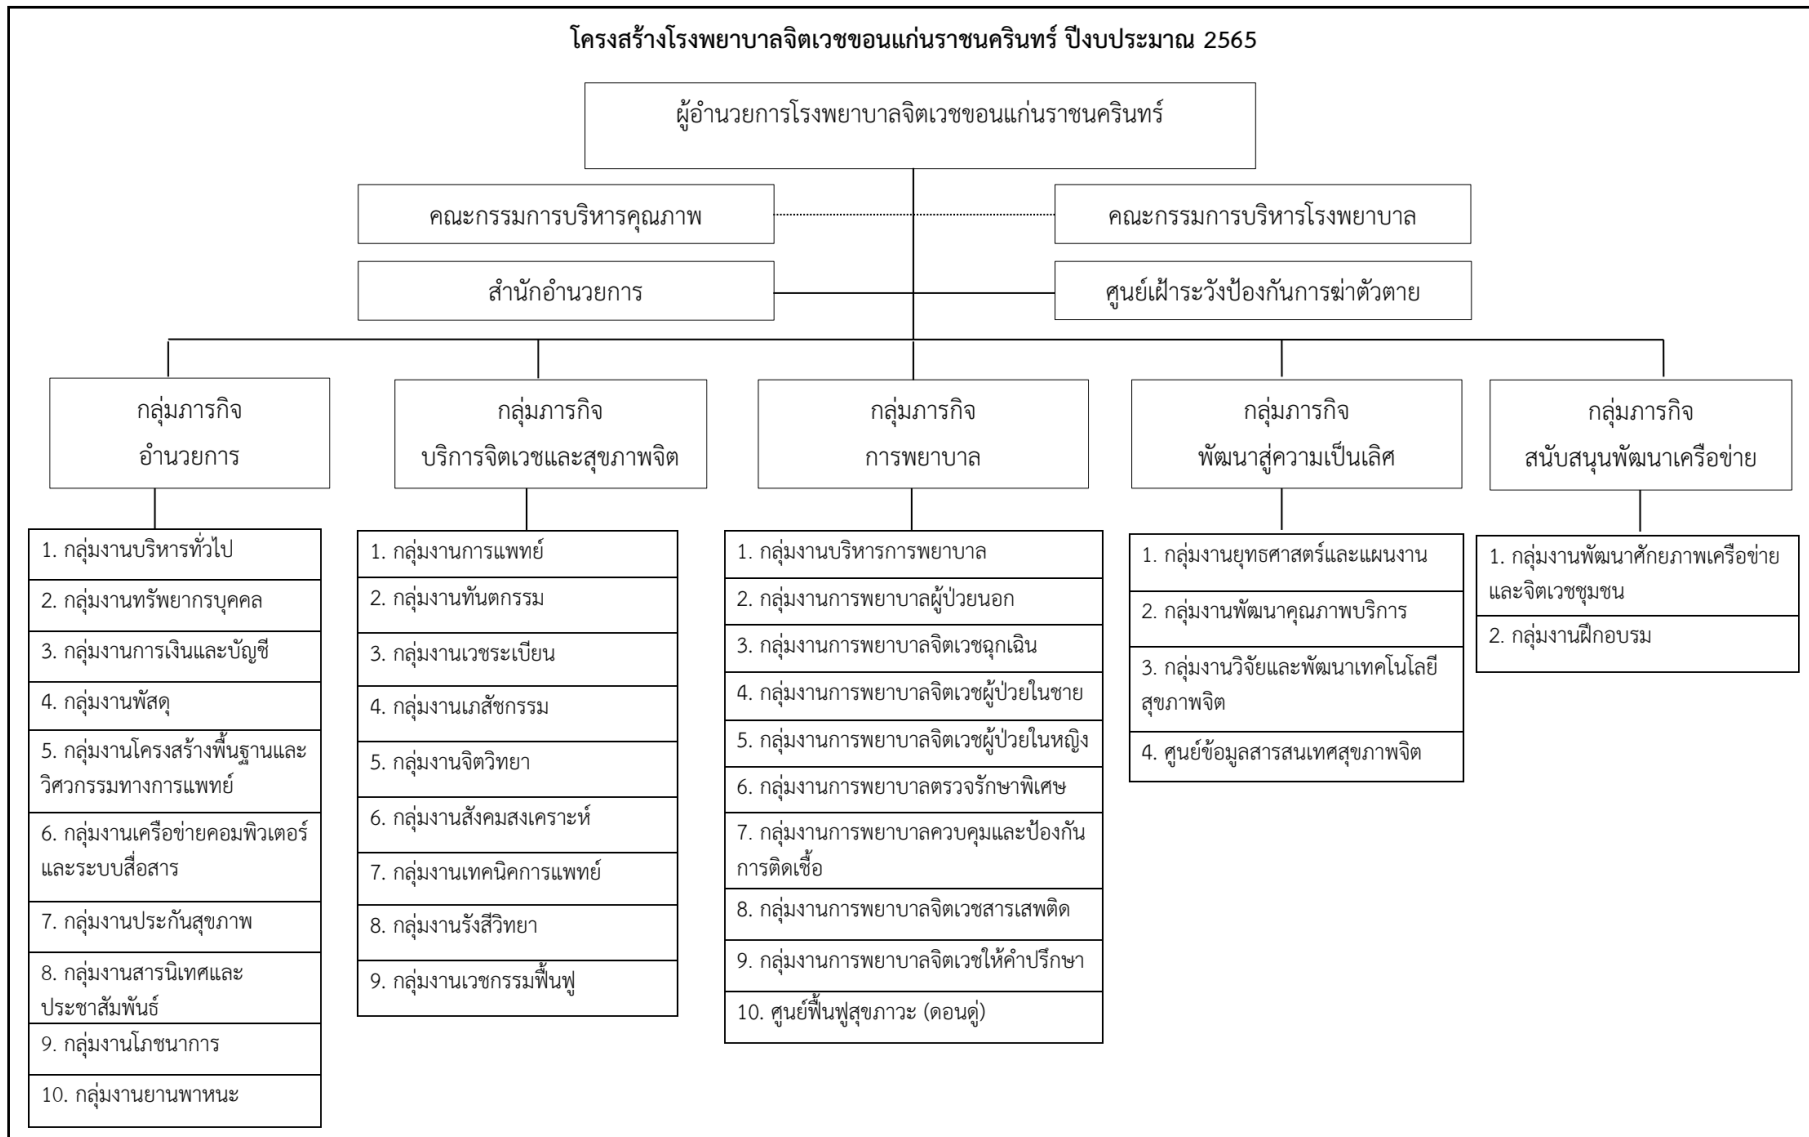 โครงสร้างโรงพยาบาลจิตเวชขอนแก่นราชนครินทร์ ปีงบประมาณ 2565
ผู้อำนวยการโรงพยาบาลจิตเวชขอนแก่นราชนครินทร์
คณะกรรมการบริหารคุณภาพ
คณะกรรมการบริหารโรงพยาบาล
สำนักอำนวยการ
ศูนย์เฝ้าระวังป้องกันการฆ่าตัวตาย
กลุ่มภารกิจ
อำนวยการ
1. กลุ่มงานบริหารทั่วไป
2. กลุ่มงานทรัพยากรบุคคล
3. กลุ่มงานการเงินและบัญชี
4. กลุ่มงานพัสดุ
5. กลุ่มงานโครงสร้างพื้นฐานและ
วิศวกรรมทางการแพทย์
6. กลุ่มงานเครือข่ายคอมพิวเตอร์
และระบบสื่อสาร
7. กลุ่มงานประกันสุขภาพ
8. กลุ่มงานสารนิเทศและ
ประชาสัมพันธ์
9. กลุ่มงานโภชนาการ
10. กลุ่มงานยานพาหนะ
กลุ่มภารกิจ
บริการจิตเวชและสุขภาพจิต
1. กลุ่มงานการแพทย์
2. กลุ่มงานทันตกรรม
3. กลุ่มงานเวชระเบียน
4. กลุ่มงานเภสัชกรรม
5. กลุ่มงานจิตวิทยา
6. กลุ่มงานสังคมสงเคราะห์
7. กลุ่มงานเทคนิคการแพทย์
8. กลุ่มงานรังสีวิทยา
9. กลุ่มงานเวชกรรมฟื้นฟู
กลุ่มภารกิจ
การพยาบาล
1. กลุ่มงานบริหารการพยาบาล
2. กลุ่มงานการพยาบาลผู้ป่วยนอก
3. กลุ่มงานการพยาบาลจิตเวชฉุกเฉิน
4. กลุ่มงานการพยาบาลจิตเวชผู้ป่วยในชาย
5. กลุ่มงานการพยาบาลจิตเวชผู้ป่วยในหญิง
6. กลุ่มงานการพยาบาลตรวจรักษาพิเศษ
7. กลุ่มงานการพยาบาลควบคุมและป้องกัน
การติดเชื้อ
8. กลุ่มงานการพยาบาลจิตเวชสารเสพติด
9. กลุ่มงานการพยาบาลจิตเวชให้คำปรึกษา
10. ศูนย์ฟื้นฟูสุขภาวะ (ดอนดู่)
กลุ่มภารกิจ
พัฒนาสู่ความเป็นเลิศ
1. กลุ่มงานยุทธศาสตร์และแผนงาน
2. กลุ่มงานพัฒนาคุณภาพบริการ
3. กลุ่มงานวิจัยและพัฒนาเทคโนโลยี
สุขภาพจิต
4. ศูนย์ข้อมูลสารสนเทศสุขภาพจิต
กลุ่มภารกิจ
สนับสนุนพัฒนาเครือข่าย
1. กลุ่มงานพัฒนาศักยภาพเครือข่าย
และจิตเวชชุมชน
2. กลุ่มงานฝึกอบรม